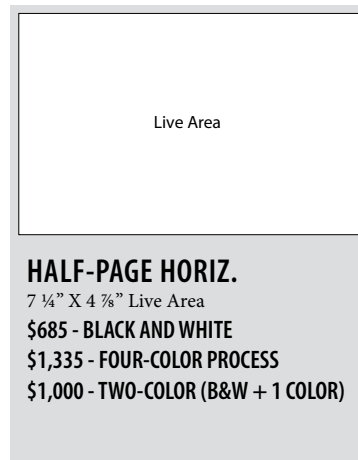 Live Area
HALF-PAGE HORIZ.
7 ¼” X 4 ⅞” Live Area
$685 - BLACK AND WHITE
$1,335 - FOUR-COLOR PROCESS
$1,000 - TWO-COLOR (B&W + 1 COLOR)